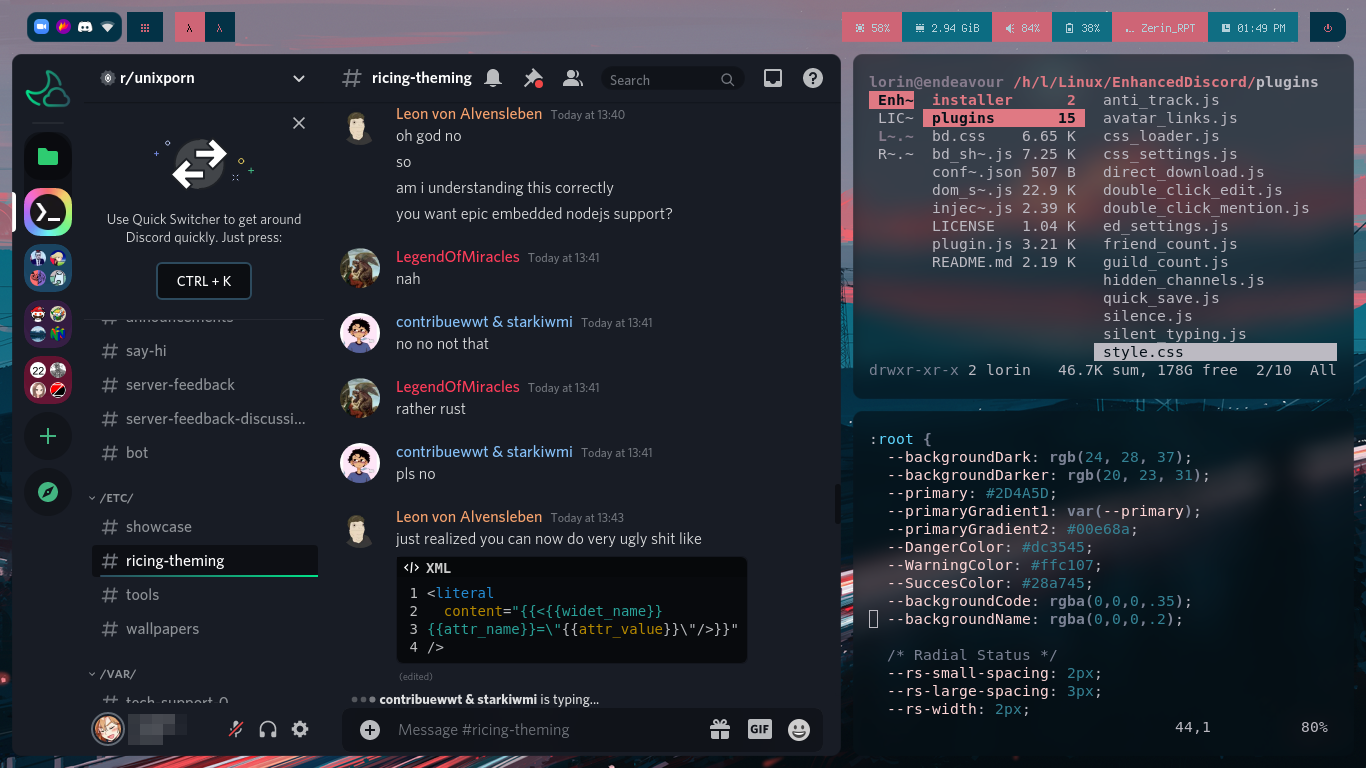 λ λ 58% 2.94 GiB 84% 38% Zerin_RPT 01:49 PM
r/unixporn
Use Quick Switcher to get around
Discord quickly. Just press:
CTRL + K
announcements
say-hi
server-feedback
server-feedback-discussi...
bot
/ETC/
showcase
ricing-theming
tools
wallpapers
/VAR/
tech-support-0
22
ricing-theming
Search
Leon von Alvensleben Today at 13:40
oh god no
so
am i understanding this correctly
you want epic embedded nodejs support?
LegendOfMiracles Today at 13:41
nah
contribuewwt & starkiwmi Today at 13:41
no no not that
LegendOfMiracles Today at 13:41
rather rust
contribuewwt & starkiwmi Today at 13:41
pls no
Leon von Alvensleben Today at 13:43
just realized you can now do very ugly shit like
</> XML
1 <literal
2 content="{{<{{widet_name}}
3 {{attr_name}}=\"{{attr_value}}\"/>}}"
4 />
(edited)
contribuewwt & starkiwmi is typing...
Message #ricing-theming
GIF
lorin@endeavour /h/l/Linux/EnhancedDiscord/plugins
Enh~ installer 2 anti_track.js
LIC~ plugins 15 avatar_links.js
L~.~ bd.css 6.65 K css_loader.js
R~.~ bd_sh~.js 7.25 K css_settings.js
conf~.json 507 B direct_download.js
dom_s~.js 22.9 K double_click_edit.js
injec~.js 2.39 K double_click_mention.js
LICENSE 1.04 K ed_settings.js
plugin.js 3.21 K friend_count.js
README.md 2.19 K guild_count.js
hidden_channels.js
quick_save.js
silence.js
silent_typing.js
style.css
drwxr-xr-x 2 lorin 46.7K sum, 178G free 2/10 All
:root {
--backgroundDark: rgb(24, 28, 37);
--backgroundDarker: rgb(20, 23, 31);
--primary: #2D4A5D;
--primaryGradient1: var(--primary);
--primaryGradient2: #00e68a;
--DangerColor: #dc3545;
--WarningColor: #ffc107;
--SuccesColor: #28a745;
--backgroundCode: rgba(0,0,0,.35);
--backgroundName: rgba(0,0,0,.2);
/* Radial Status */
--rs-small-spacing: 2px;
--rs-large-spacing: 3px;
--rs-width: 2px;
44,1 80%